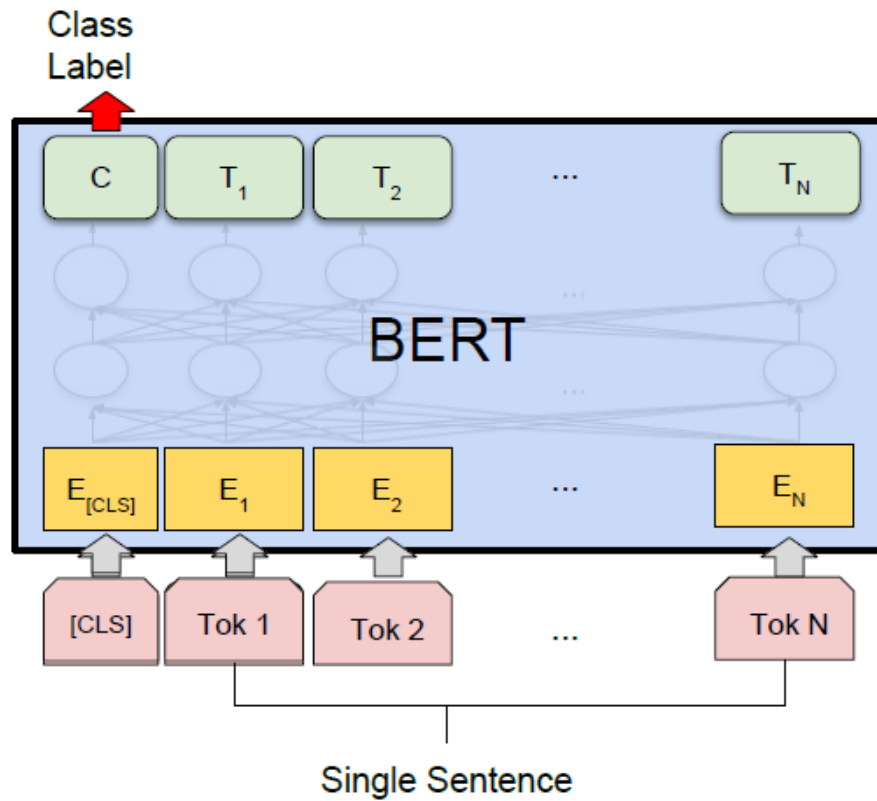 Class
Label
C T1 T2 ... TN
...
BERT
...
E[CLS] E1 E2 ... EN
[CLS] Tok 1 Tok 2 ... Tok N
Single Sentence